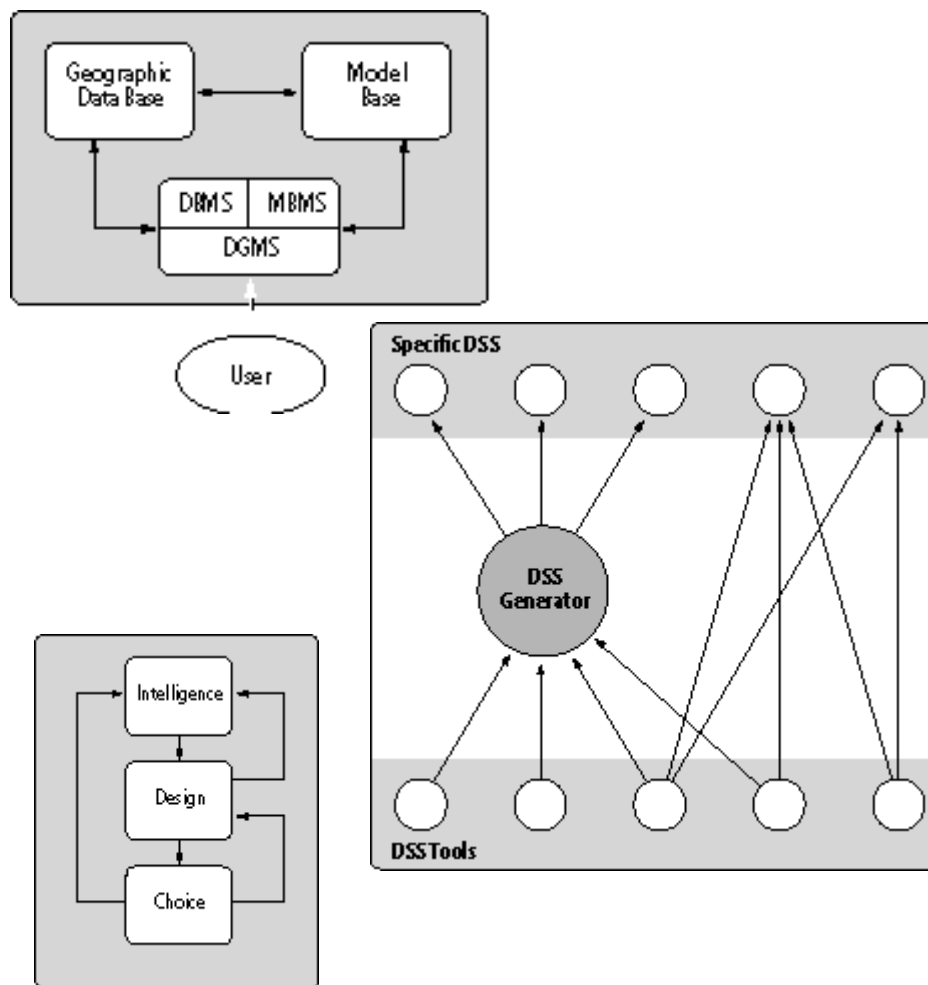 Geographic
Data Base
Model
Base
DBMS
MBMS
DGMS
User
Specific DSS
DSS
Generator
DSS Tools
Intelligence
Design
Choice